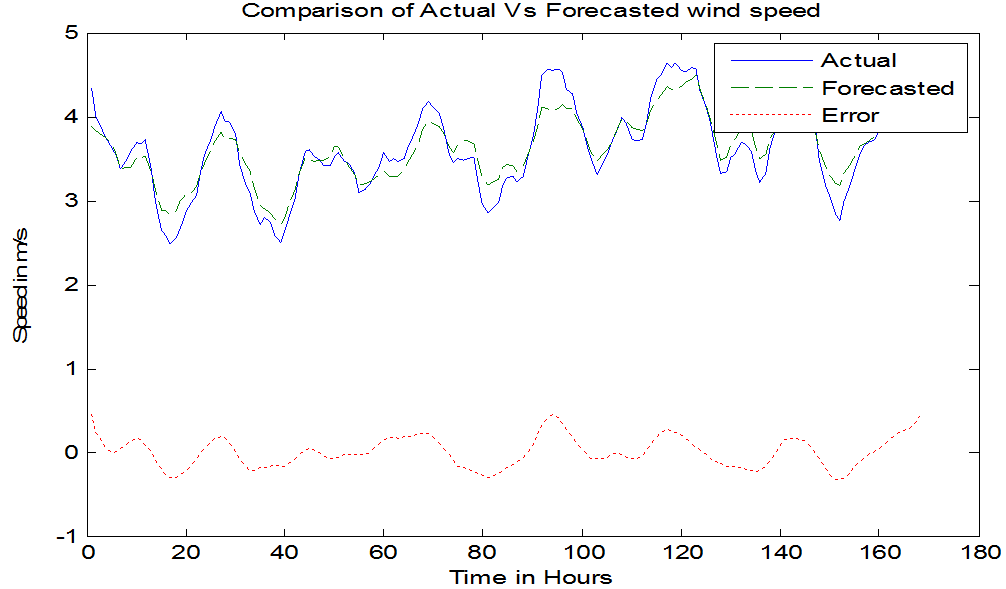 Comparison of Actual Vs Forecasted wind speed
5
4
3
2
1
0
-1
Speed in m/s
Actual
Forecasted
Error
0 20 40 60 80 100 120 140 160 180
Time in Hours